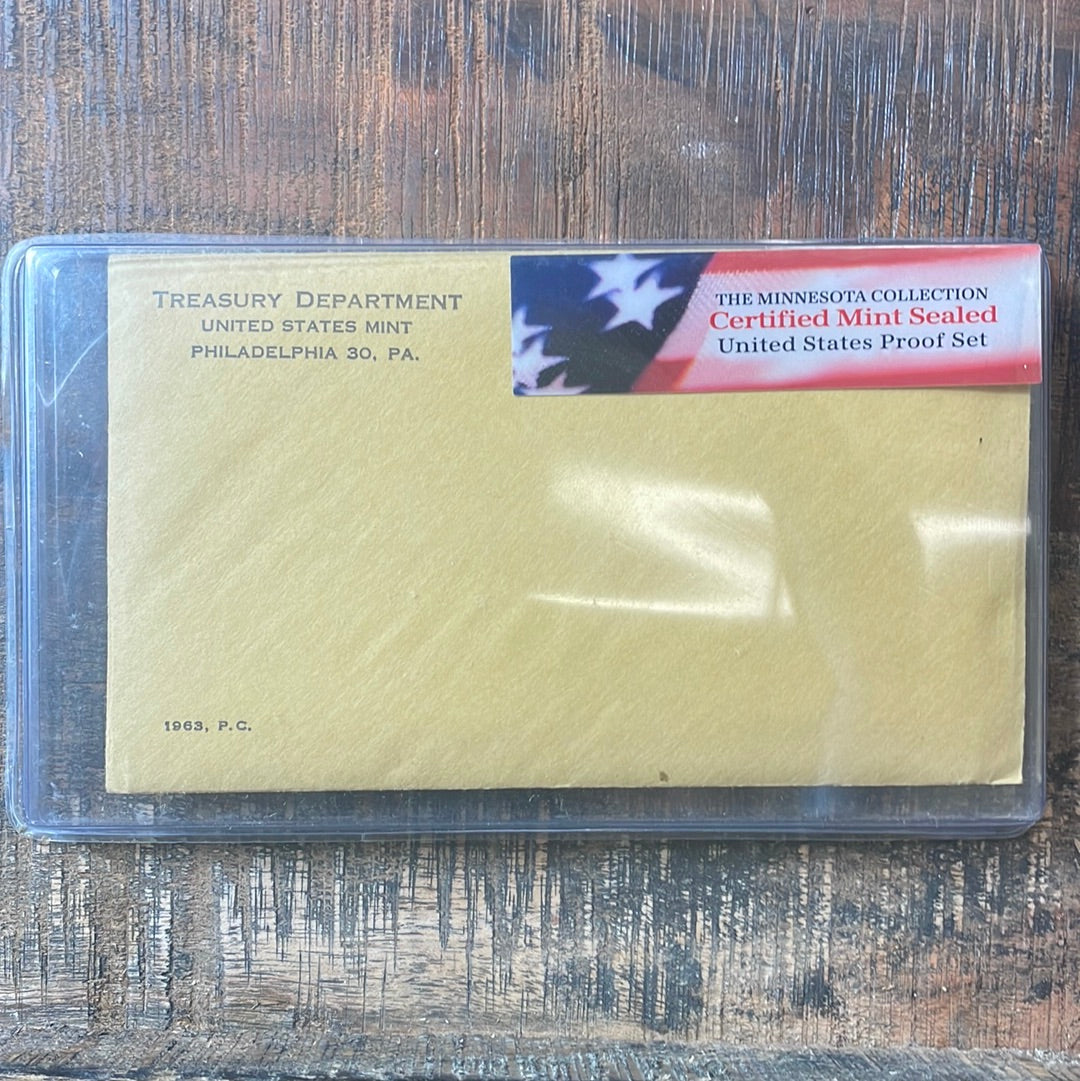 TREASURY DEPARTMENT
UNITED STATES MINT
PHILADELPHIA 30, PA.
THE MINNESOTA COLLECTION
Certified Mint Sealed
United States Proof Set
1963, P.C.